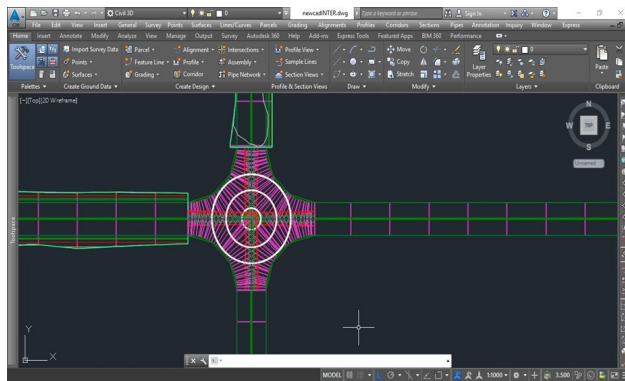 Civil 3D newcadINTER.dwg Type a keyword or phrase Sign In
File Edit View Insert General Survey Points Surfaces Lines/Curves Parcels Grading Alignments Profiles Corridors Sections Pipes Annotation Inquiry Window Express
Home Insert Annotate Modify Analyze View Manage Output Survey Autodesk 360 Help Add-ins Express Tools Featured Apps BIM 360 Performance
Toolspace
Import Survey Data Parcel Alignment Intersections Profile View Move
Points Feature Line Profile Assembly Sample Lines Copy
Surfaces Grading Corridor Pipe Network Section Views Stretch
Layer Properties 0 Paste
Palettes Create Ground Data Create Design Profile & Section Views Draw Modify Layers Clipboard
[-][Top][2D Wireframe]
N
W TOP E
S
Unnamed
Toolspace
Y
X
MODEL 1:1000 3.500